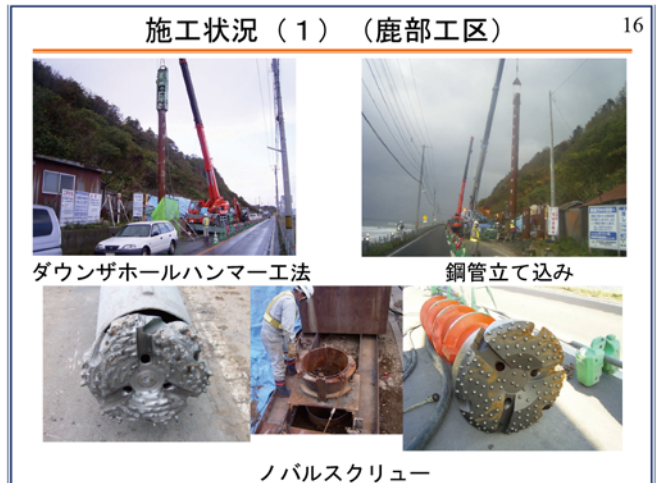 施工状況（１）（鹿部工区）
16
ダウンザホールハンマー工法
鋼管立て込み
ノバルスクリュー